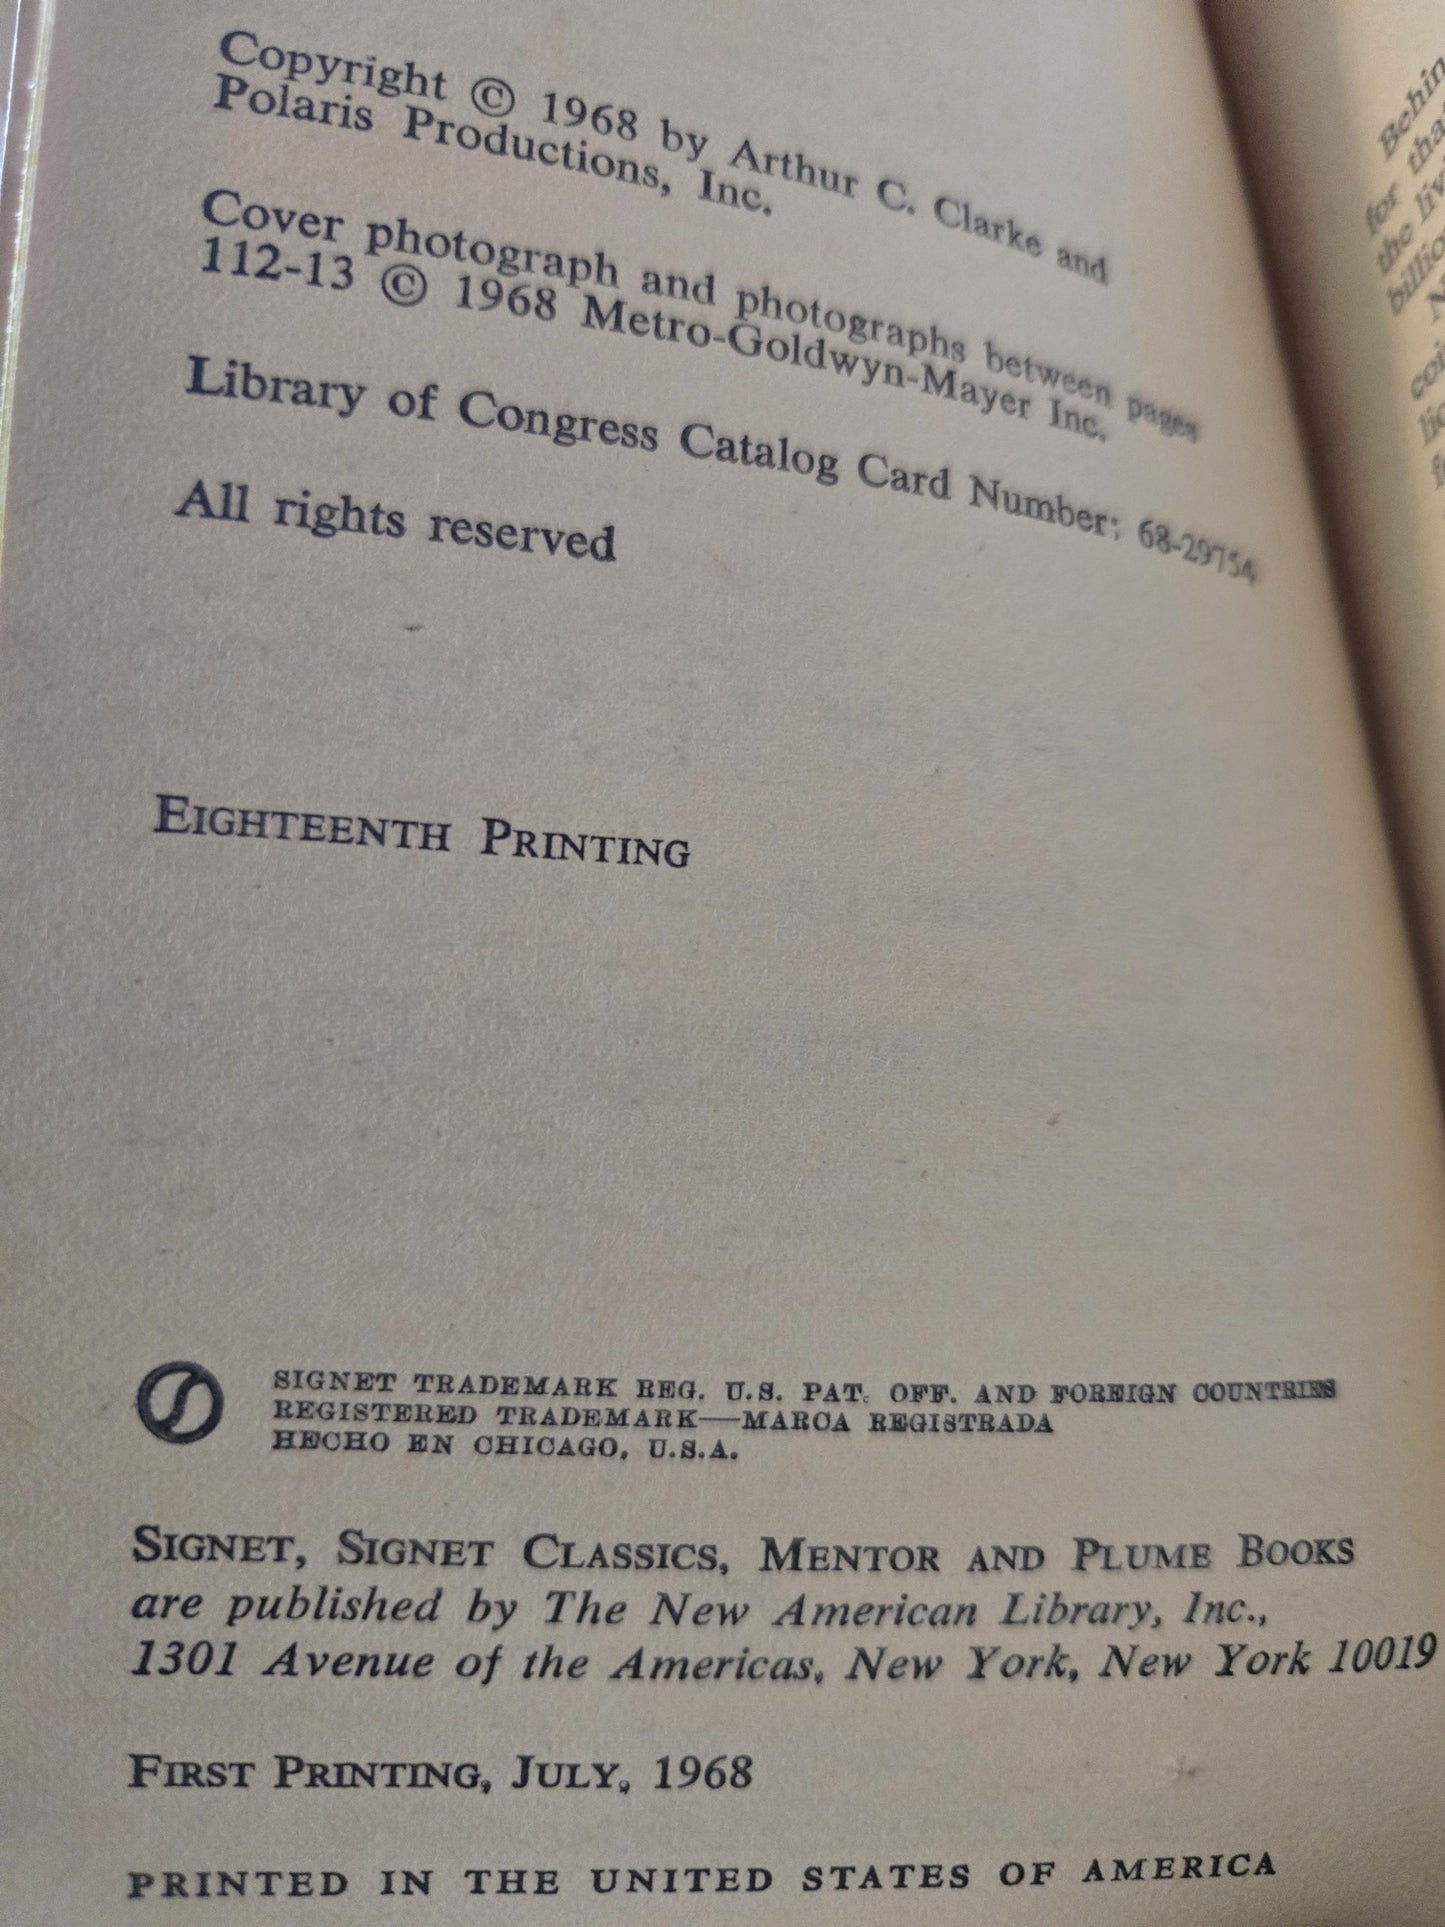 Copyright © 1968 by Arthur C. Clarke and
Polaris Productions, Inc.
Cover photograph and photographs between pages
112-13 © 1968 Metro-Goldwyn-Mayer Inc.
Library of Congress Catalog Card Number: 68-29754
All rights reserved
EIGHTEENTH PRINTING
SIGNET TRADEMARK REG. U.S. PAT. OFF. AND FOREIGN COUNTRIES
REGISTERED TRADEMARK—MARCA REGISTRADA
HECHO EN CHICAGO, U.S.A.
SIGNET, SIGNET CLASSICS, MENTOR AND PLUME BOOKS
are published by The New American Library, Inc.,
1301 Avenue of the Americas, New York, New York 10019
FIRST PRINTING, JULY, 1968
PRINTED IN THE UNITED STATES OF AMERICA
for
the